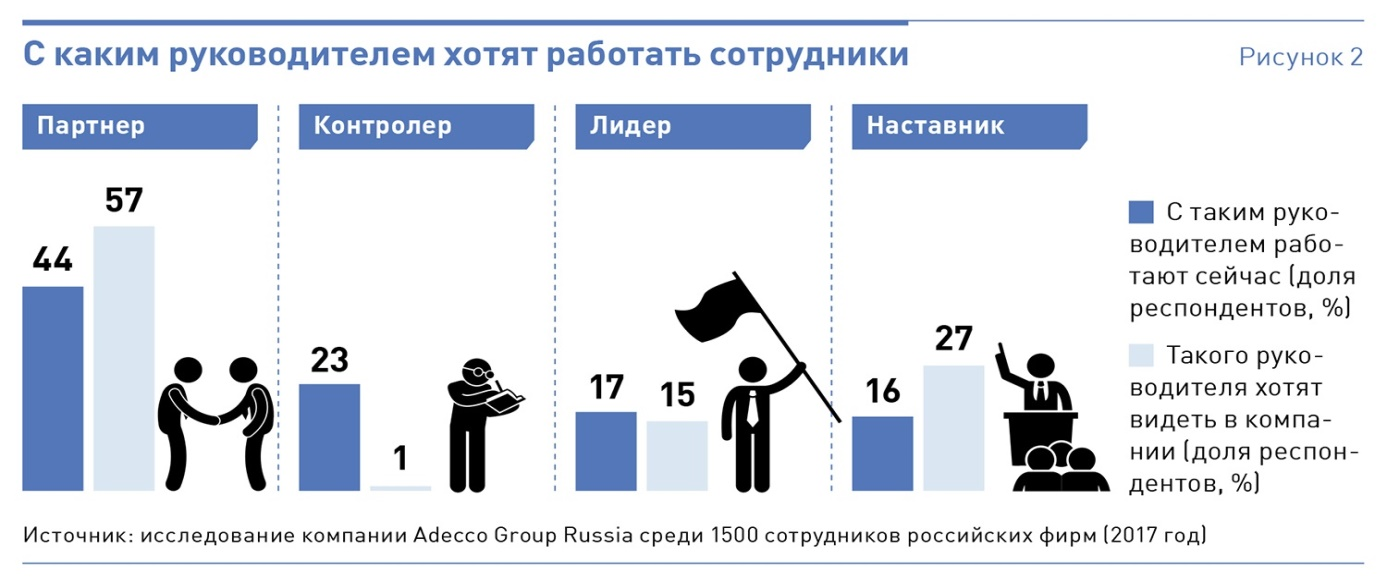 С каким руководителем хотят работать сотрудники
Рисунок 2
Партнер
Контролер
Лидер
Наставник
44
57
23
1
17
15
16
27
С таким руко-
водителем рабо-
тают сейчас (доля
респондентов, %)
Такого руко-
водителя хотят
видеть в компа-
нии (доля респон-
дентов, %)
Источник: исследование компании Adecco Group Russia среди 1500 сотрудников российских фирм (2017 год)